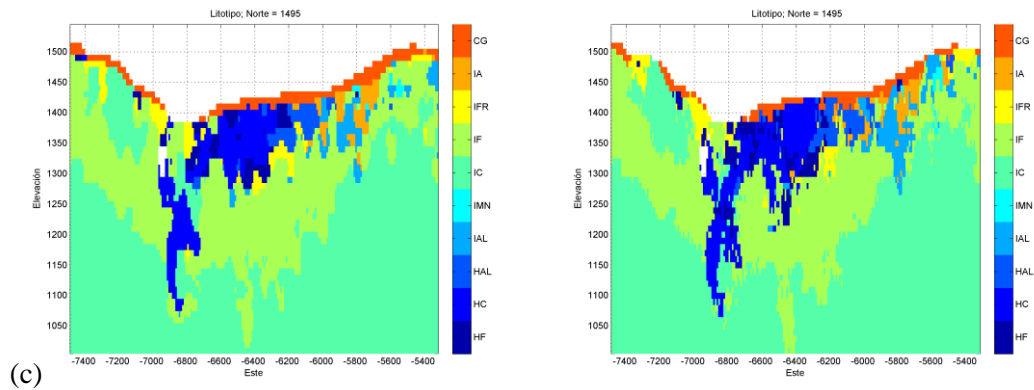 Litotipo; Norte = 1495
1500
1450
1400
1350
1300
1250
1200
1150
1100
1050
Elevación
-7400 -7200 -7000 -6800 -6600 -6400 -6200 -6000 -5800 -5600 -5400
Este
CG
IA
IFR
IF
IC
IMN
IAL
HAL
HC
HF
Litotipo; Norte = 1495
1500
1450
1400
1350
1300
1250
1200
1150
1100
1050
Elevación
-7400 -7200 -7000 -6800 -6600 -6400 -6200 -6000 -5800 -5600 -5400
Este
CG
IA
IFR
IF
IC
IMN
IAL
HAL
HC
HF
(c)